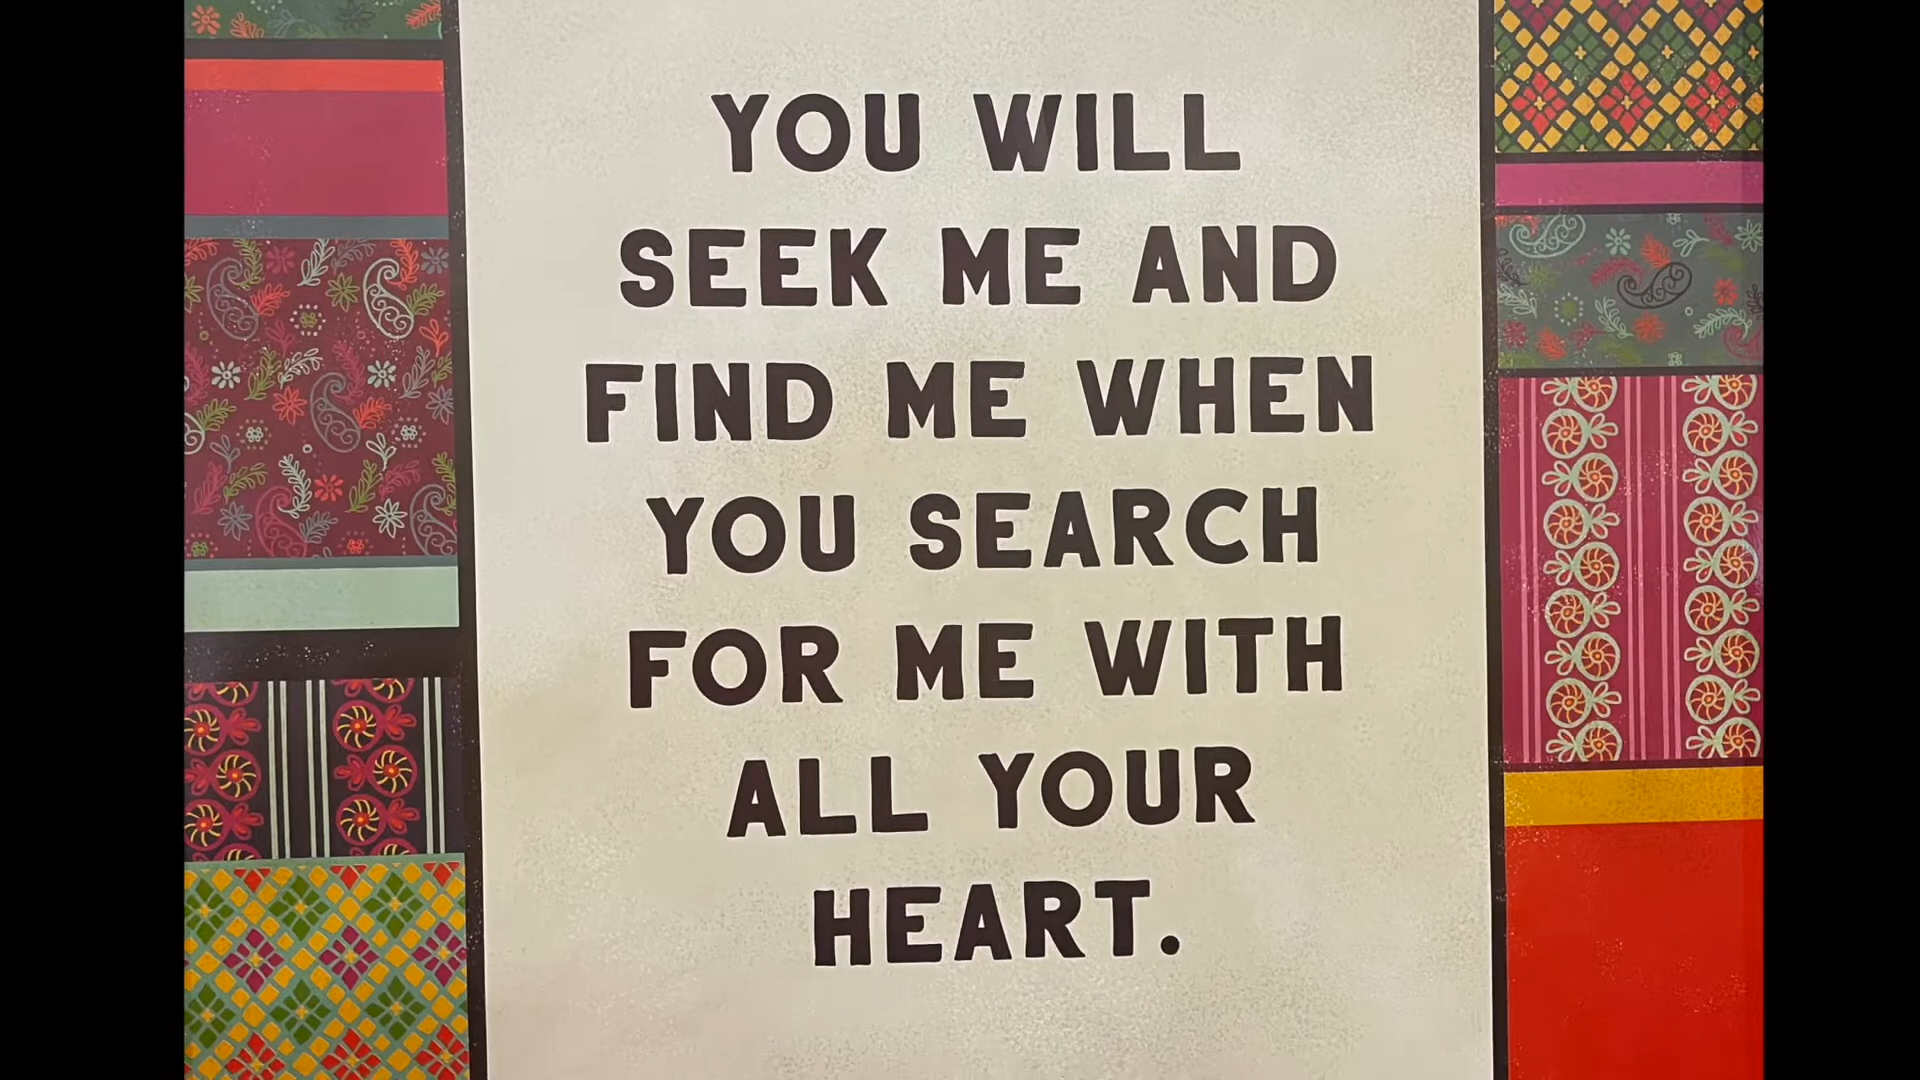 YOU WILL
SEEK ME AND
FIND ME WHEN
YOU SEARCH
FOR ME WITH
ALL YOUR
HEART.